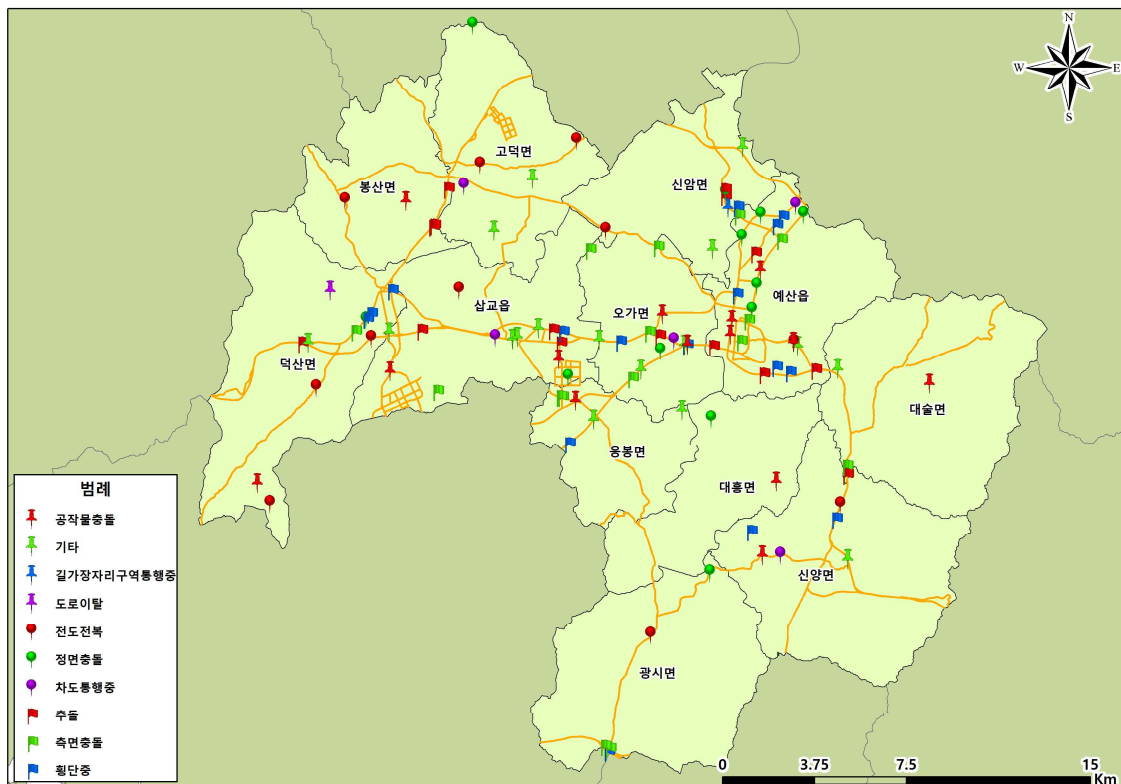 N
W
E
S
고덕면
신암면
봉산면
예산읍
삽교읍
오가면
덕산면
대술면
응봉면
대흥면
신양면
광시면
범례
공작물충돌
기타
길가장자리구역통행중
도로이탈
전도전복
정면충돌
차도통행중
추돌
측면충돌
횡단중
0 3.75 7.5 15
Km